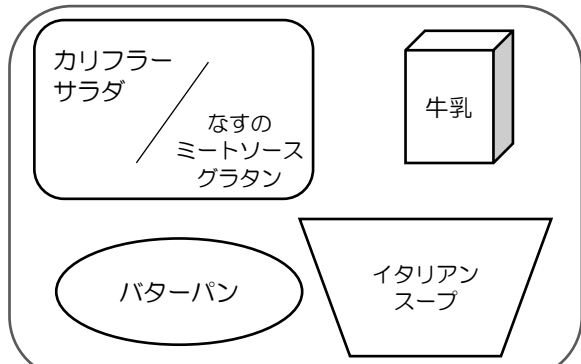 カリフラー
サラダ
なすの
ミートソース
グラタン
牛乳
バターパン
イタリアン
スープ